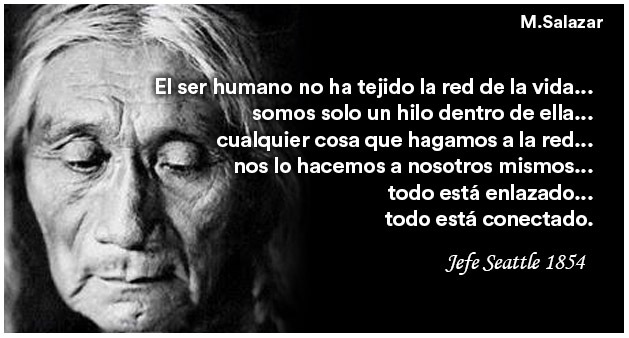 M.Salazar
El ser humano no ha tejido la red de la vida...
somos solo un hilo dentro de ella...
cualquier cosa que hagamos a la red...
nos lo hacemos a nosotros mismos...
todo está enlazado...
todo está conectado.
Jefe Seattle 1854